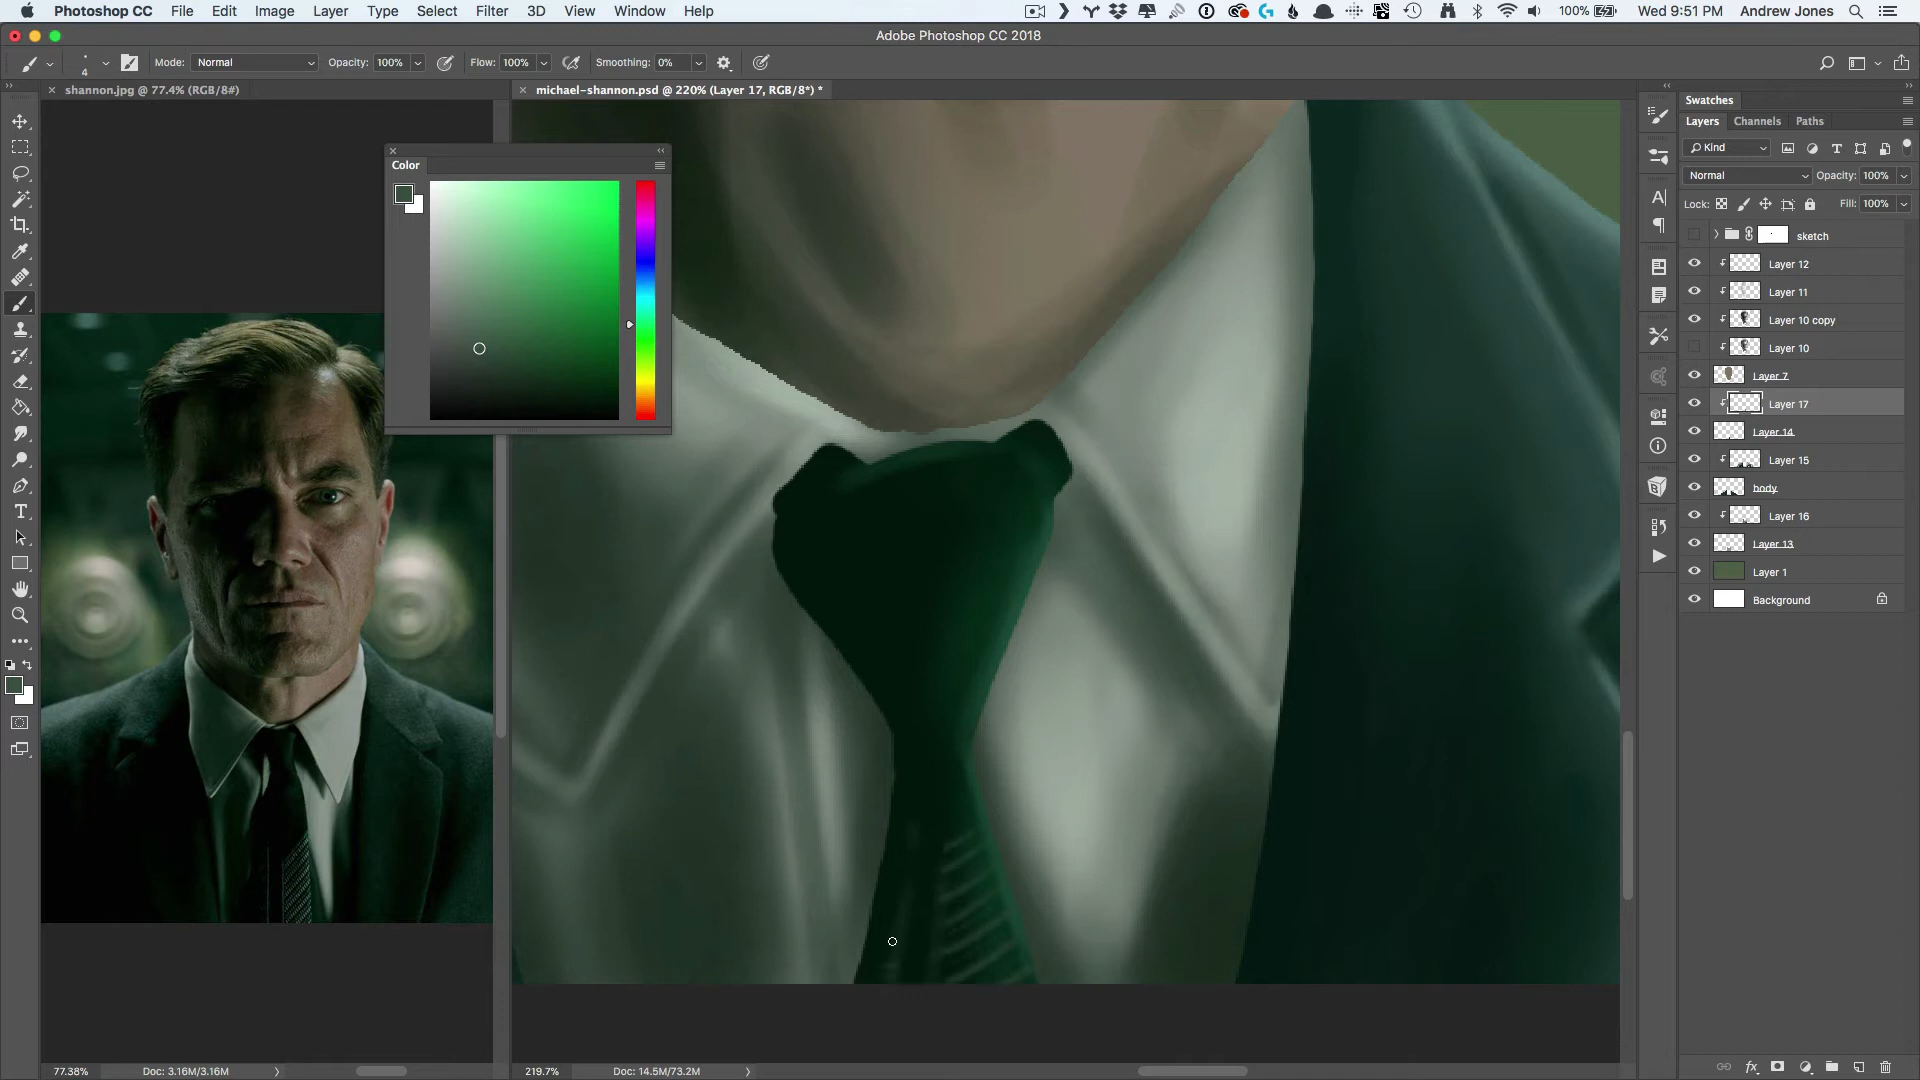 Photoshop CC File Edit Image Layer Type Select Filter 3D View Window Help 100% Wed 9:51 PM Andrew Jones
Adobe Photoshop CC 2018
4 Mode: Normal Opacity: 100% Flow: 100% Smoothing: 0%
shannon.jpg @ 77.4% (RGB/8#)
michael-shannon.psd @ 220% (Layer 17, RGB/8*) *
Color
Swatches
Layers Channels Paths
Kind
Normal Opacity: 100%
Lock: Fill: 100%
sketch
Layer 12
Layer 11
Layer 10 copy
Layer 10
Layer 7
Layer 17
Layer 14
Layer 15
body
Layer 16
Layer 13
Layer 1
Background
77.38% Doc: 3.16M/3.16M
219.7% Doc: 14.5M/73.2M